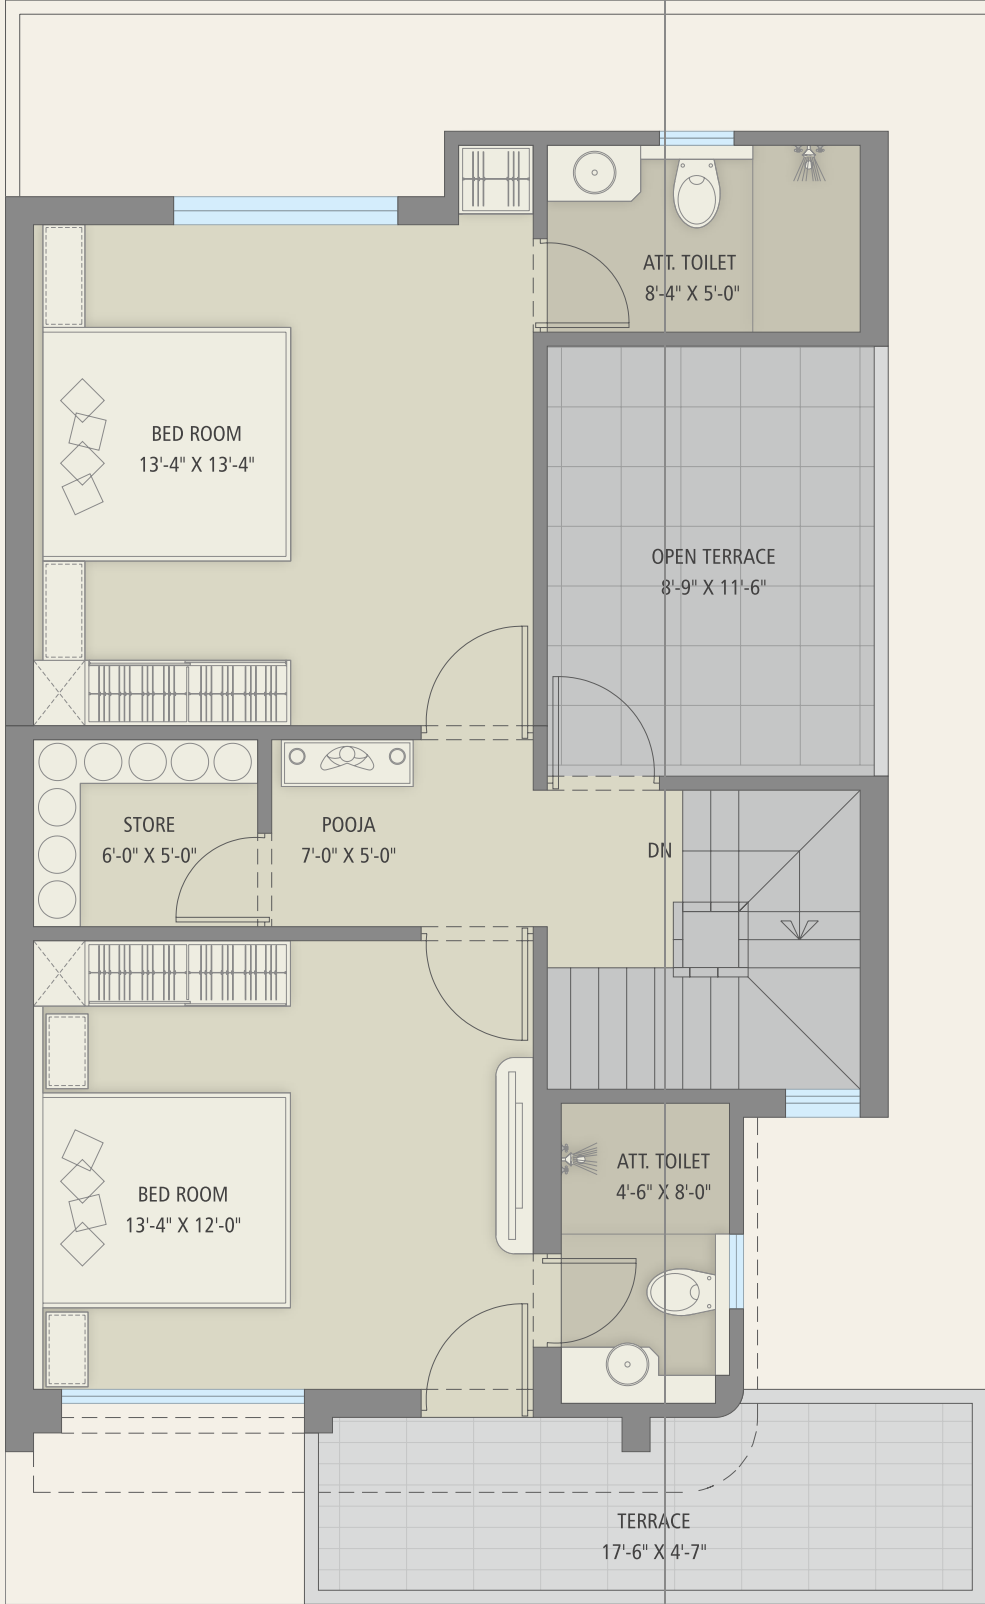 ATT. TOILET
8'-4" X 5'-0"
BED ROOM
13'-4" X 13'-4"
OPEN TERRACE
8'-9" X 11'-6"
STORE
6'-0" X 5'-0"
POOJA
7'-0" X 5'-0"
DN
ATT. TOILET
4'-6" X 8'-0"
BED ROOM
13'-4" X 12'-0"
TERRACE
17'-6" X 4'-7"